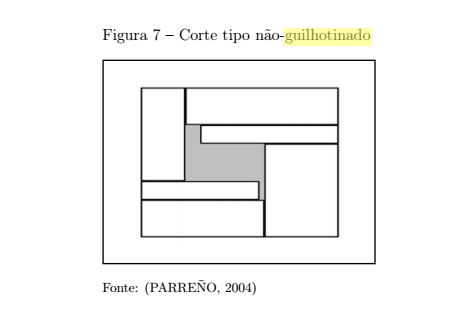 Figura 7 – Corte tipo não-guilhotinado
Fonte: (PARREÑO, 2004)